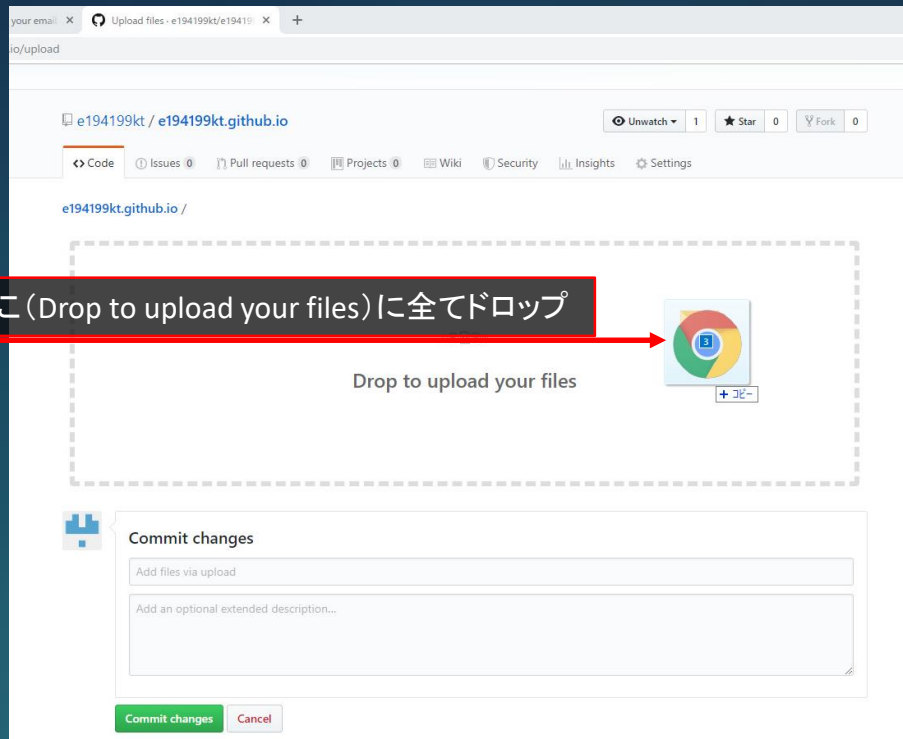 your email
Upload files · e194199kt/e19419
io/upload
e194199kt / e194199kt.github.io
Unwatch 1 Star 0 Fork 0
Code Issues 0 Pull requests 0 Projects 0 Wiki Security Insights Settings
e194199kt.github.io /
こ（Drop to upload your files）に全てドロップ
3
Drop to upload your files
+ コピー
Commit changes
Add files via upload
Add an optional extended description...
Commit changes Cancel